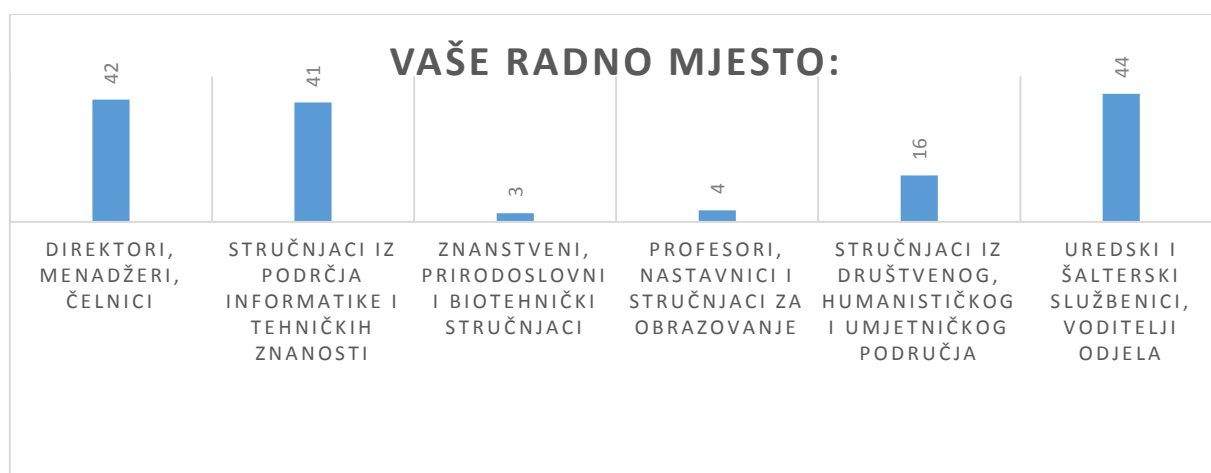 VAŠE RADNO MJESTO:
42
41
3
4
16
44
DIREKTORI,
MENADŽERI,
ČELNICI
STRUČNJACI IZ
PODRČJA
INFORMATIKE I
TEHNIČKIH
ZNANOSTI
ZNANSTVENI,
PRIRODOSLOVNI
I BIOTEHNIČKI
STRUČNJACI
PROFESORI,
NASTAVNICI I
STRUČNJACI ZA
OBRAZOVANJE
STRUČNJACI IZ
DRUŠTVENOG,
HUMANISTIČKOG
I UMJETNIČKOG
PODRUČJA
UREDSKI I
ŠALTERSKI
SLUŽBENICI,
VODITELJI
ODJELA